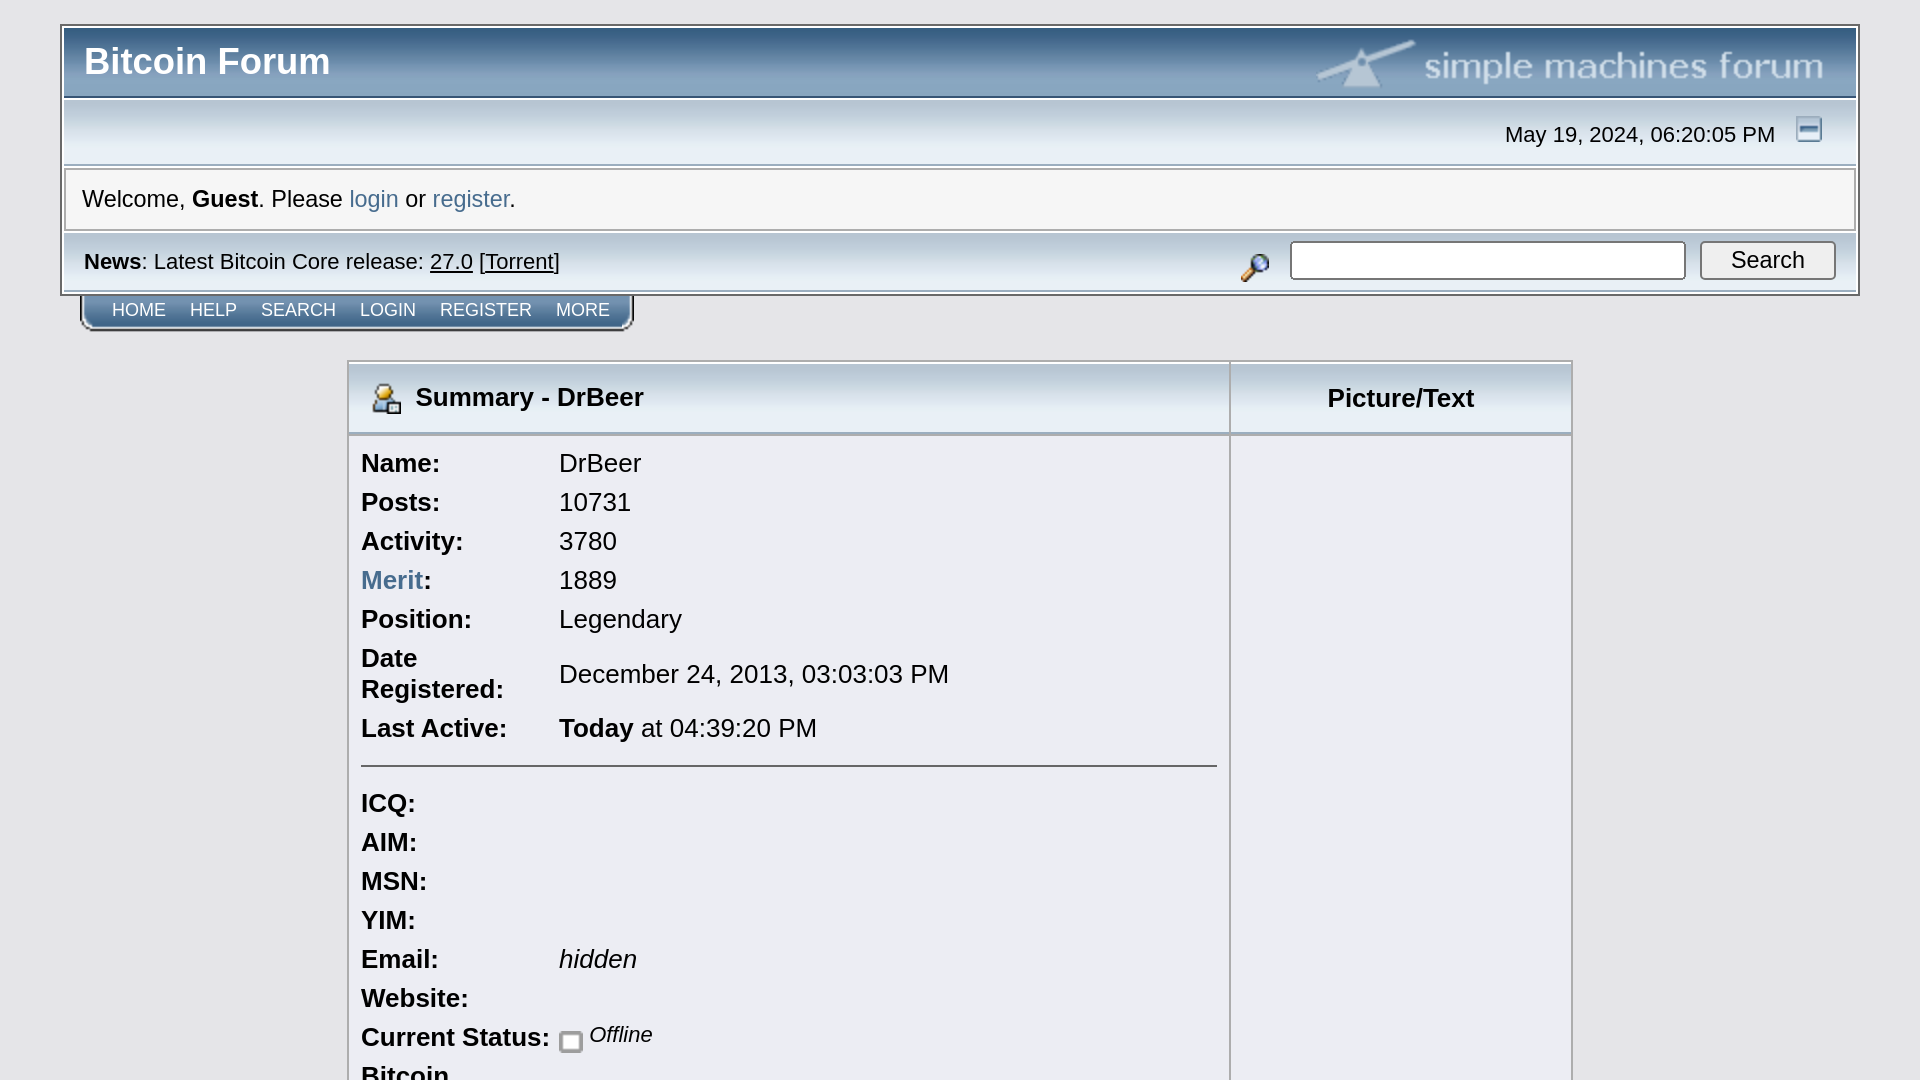 Bitcoin Forum
simple machines forum
May 19, 2024, 06:20:05 PM
Welcome, Guest. Please login or register.
News: Latest Bitcoin Core release: 27.0 [Torrent]
Search
HOME HELP SEARCH LOGIN REGISTER MORE
Summary - DrBeer
Picture/Text
Name: DrBeer
Posts: 10731
Activity: 3780
Merit: 1889
Position: Legendary
Date Registered: December 24, 2013, 03:03:03 PM
Last Active: Today at 04:39:20 PM
ICQ:
AIM:
MSN:
YIM:
Email: hidden
Website:
Current Status: Offline
Bitcoin